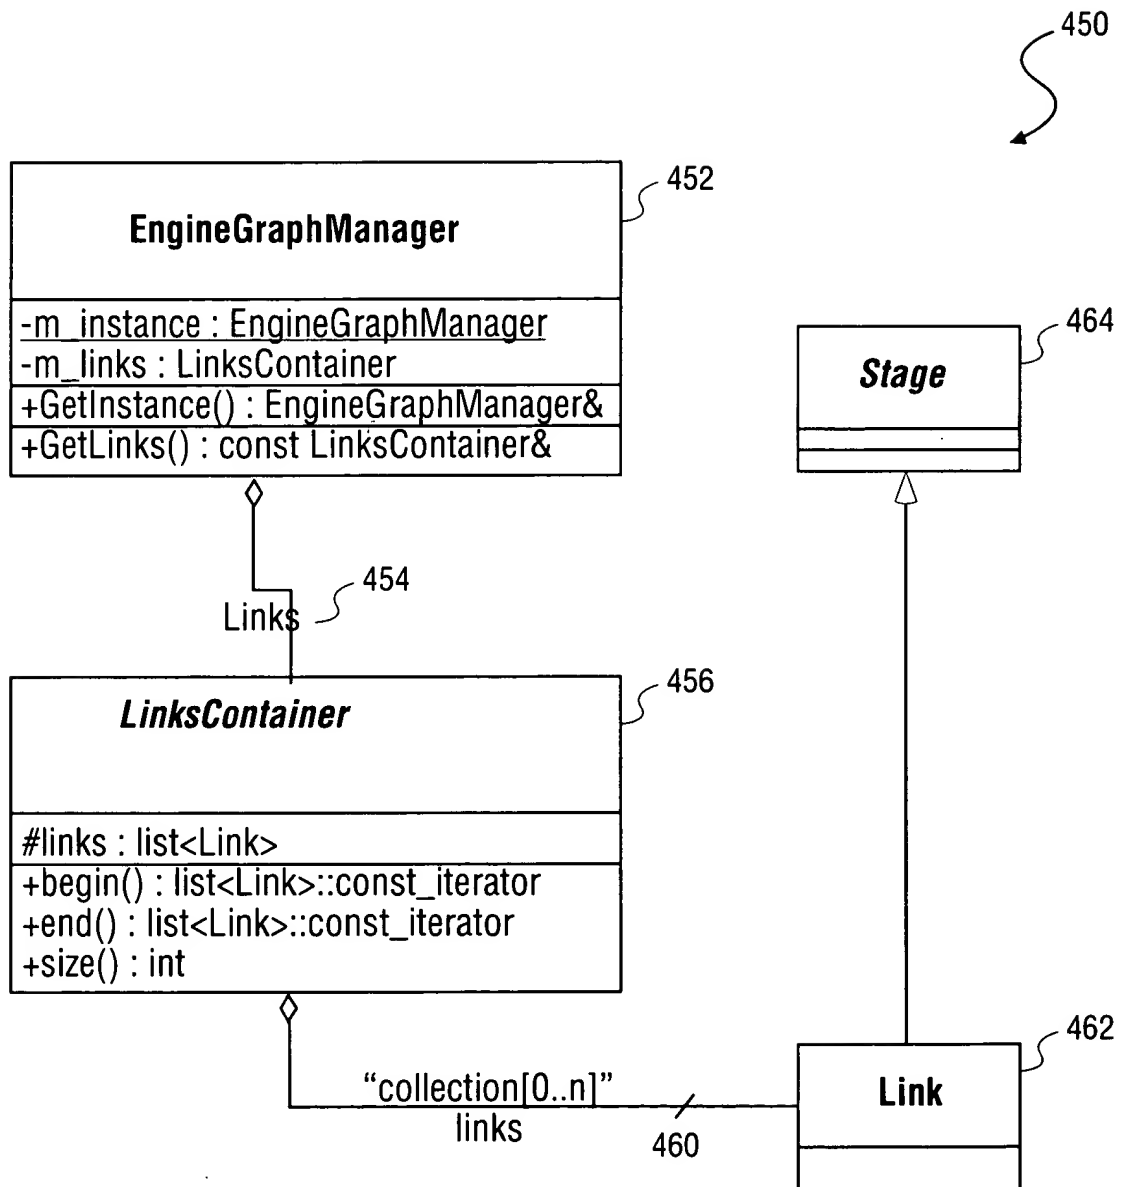 450
452
EngineGraphManager
-m_instance : EngineGraphManager
-m_links : LinksContainer
+GetInstance() : EngineGraphManager&
+GetLinks() : const LinksContainer&
464
Stage
454
Links
456
LinksContainer
#links : list<Link>
+begin() : list<Link>::const_iterator
+end() : list<Link>::const_iterator
+size() : int
462
Link
“collection[0..n]”
links
460